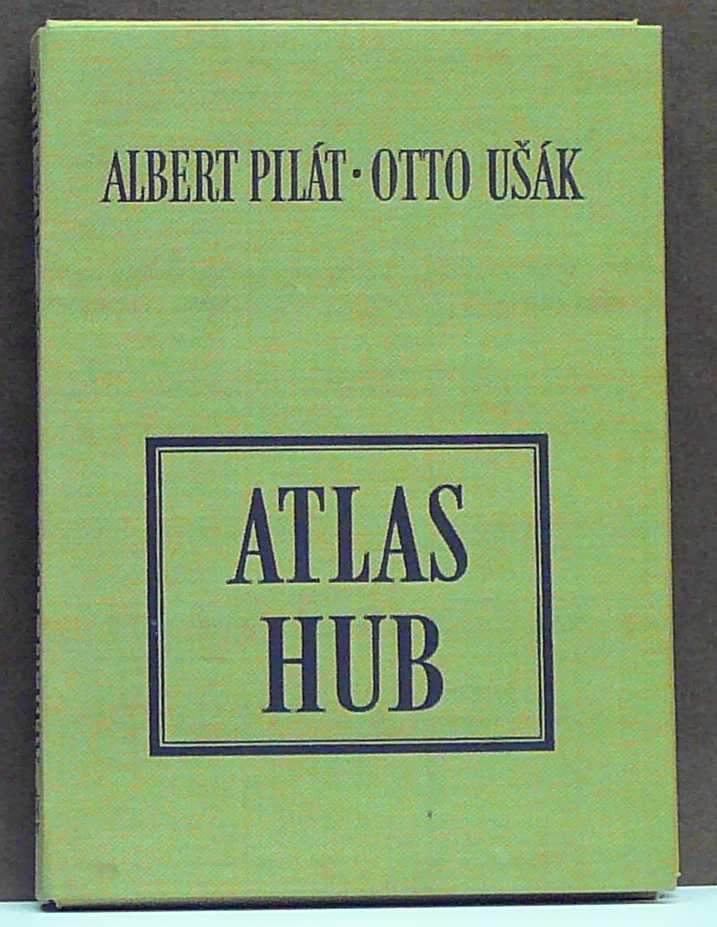 ALBERT PILÁT · OTTO UŠÁK
ATLAS
HUB